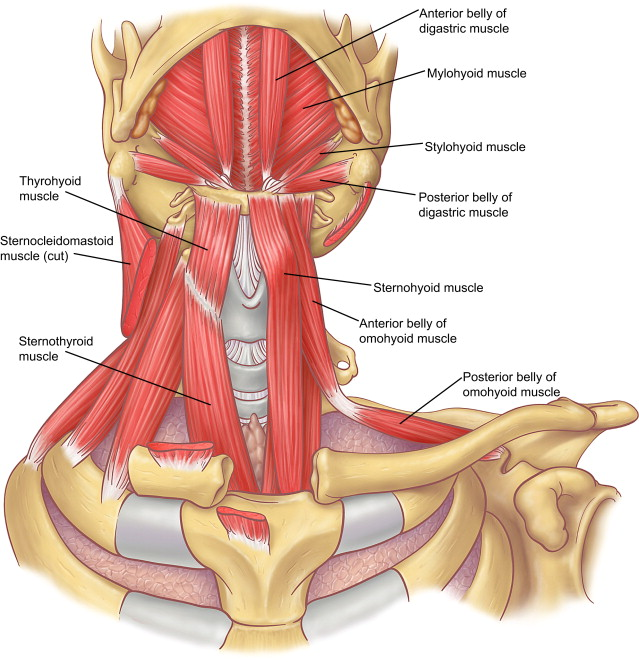 Anterior belly of
digastric muscle
Mylohyoid muscle
Stylohyoid muscle
Posterior belly of
digastric muscle
Thyrohyoid
muscle
Sternocleidomastoid
muscle (cut)
Sternohyoid muscle
Anterior belly of
omohyoid muscle
Sternothyroid
muscle
Posterior belly of
omohyoid muscle